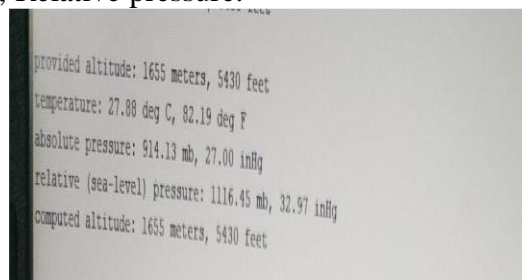 , Relative pressure.
feet
provided altitude: 1655 meters, 5430 feet
temperature: 27.88 deg C, 82.19 deg F
absolute pressure: 914.13 mb, 27.00 inHg
relative (sea-level) pressure: 1116.45 mb, 32.97 inHg
computed altitude: 1655 meters, 5430 feet